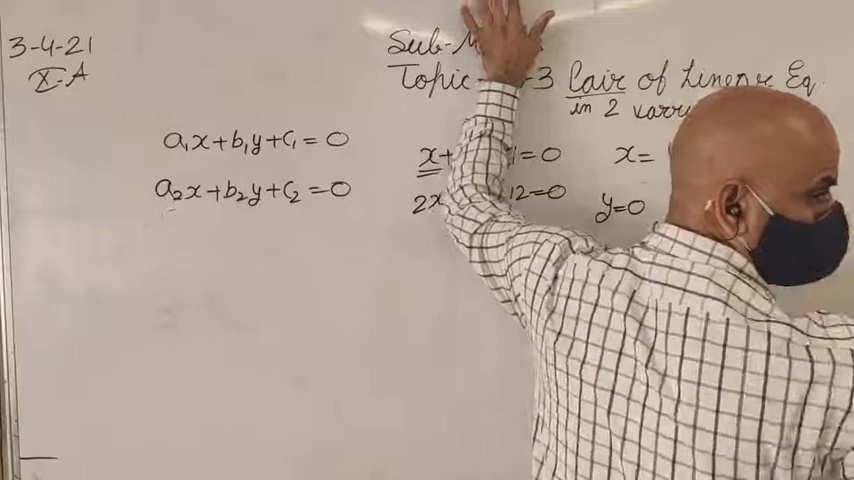 3-4-21
X-A
Sub-
Topic - -3 Pair of Linear Eq
in 2
a₁x+b₁y+c₁=0
a₂x+b₂y+c₂=0
x+ =0
2x 12=0
x=
y=0